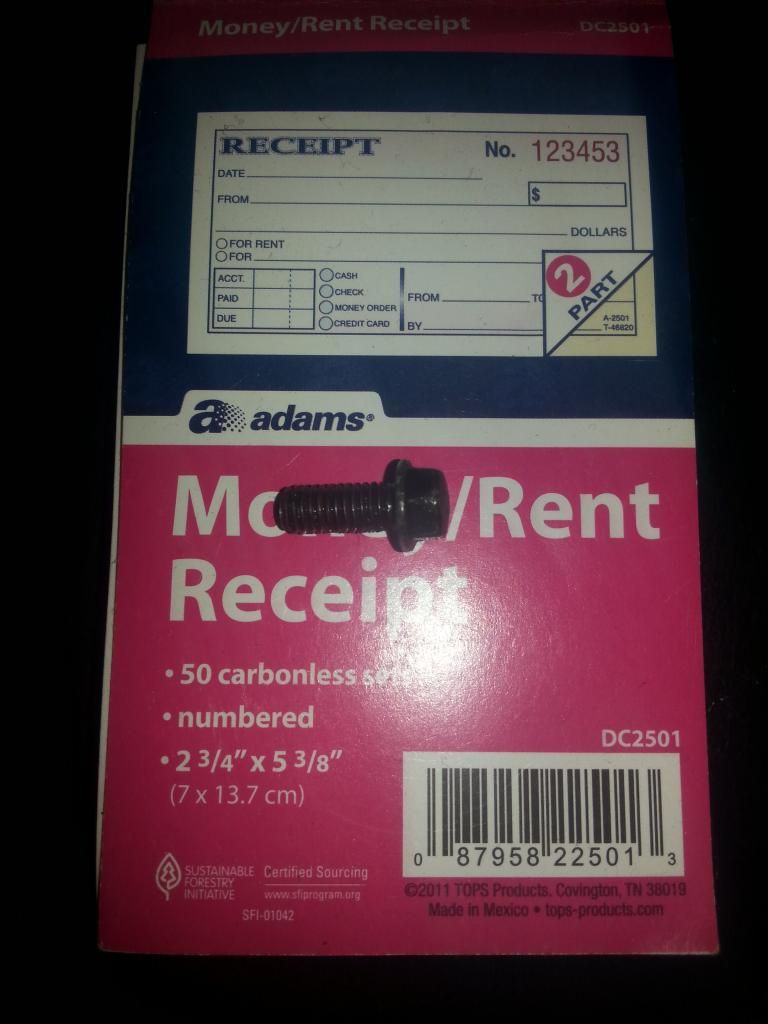 Money/Rent Receipt DC2501
RECEIPT No. 123453
DATE
FROM $
DOLLARS
FOR RENT
FOR
ACCT. CASH
CHECK
PAID FROM TO
MONEY ORDER
DUE CREDIT CARD BY
2
PART
A-2501
T-46820
a adams®
Mo /Rent
Receipt
• 50 carbonless
• numbered
• 2 3/4" x 5 3/8"
(7 x 13.7 cm)
DC2501
0 87958 22501 3
SUSTAINABLE
FORESTRY
INITIATIVE
Certified Sourcing
www.sfiprogram.org
SFI-01042
©2011 TOPS Products. Covington, TN 38019
Made in Mexico • tops-products.com